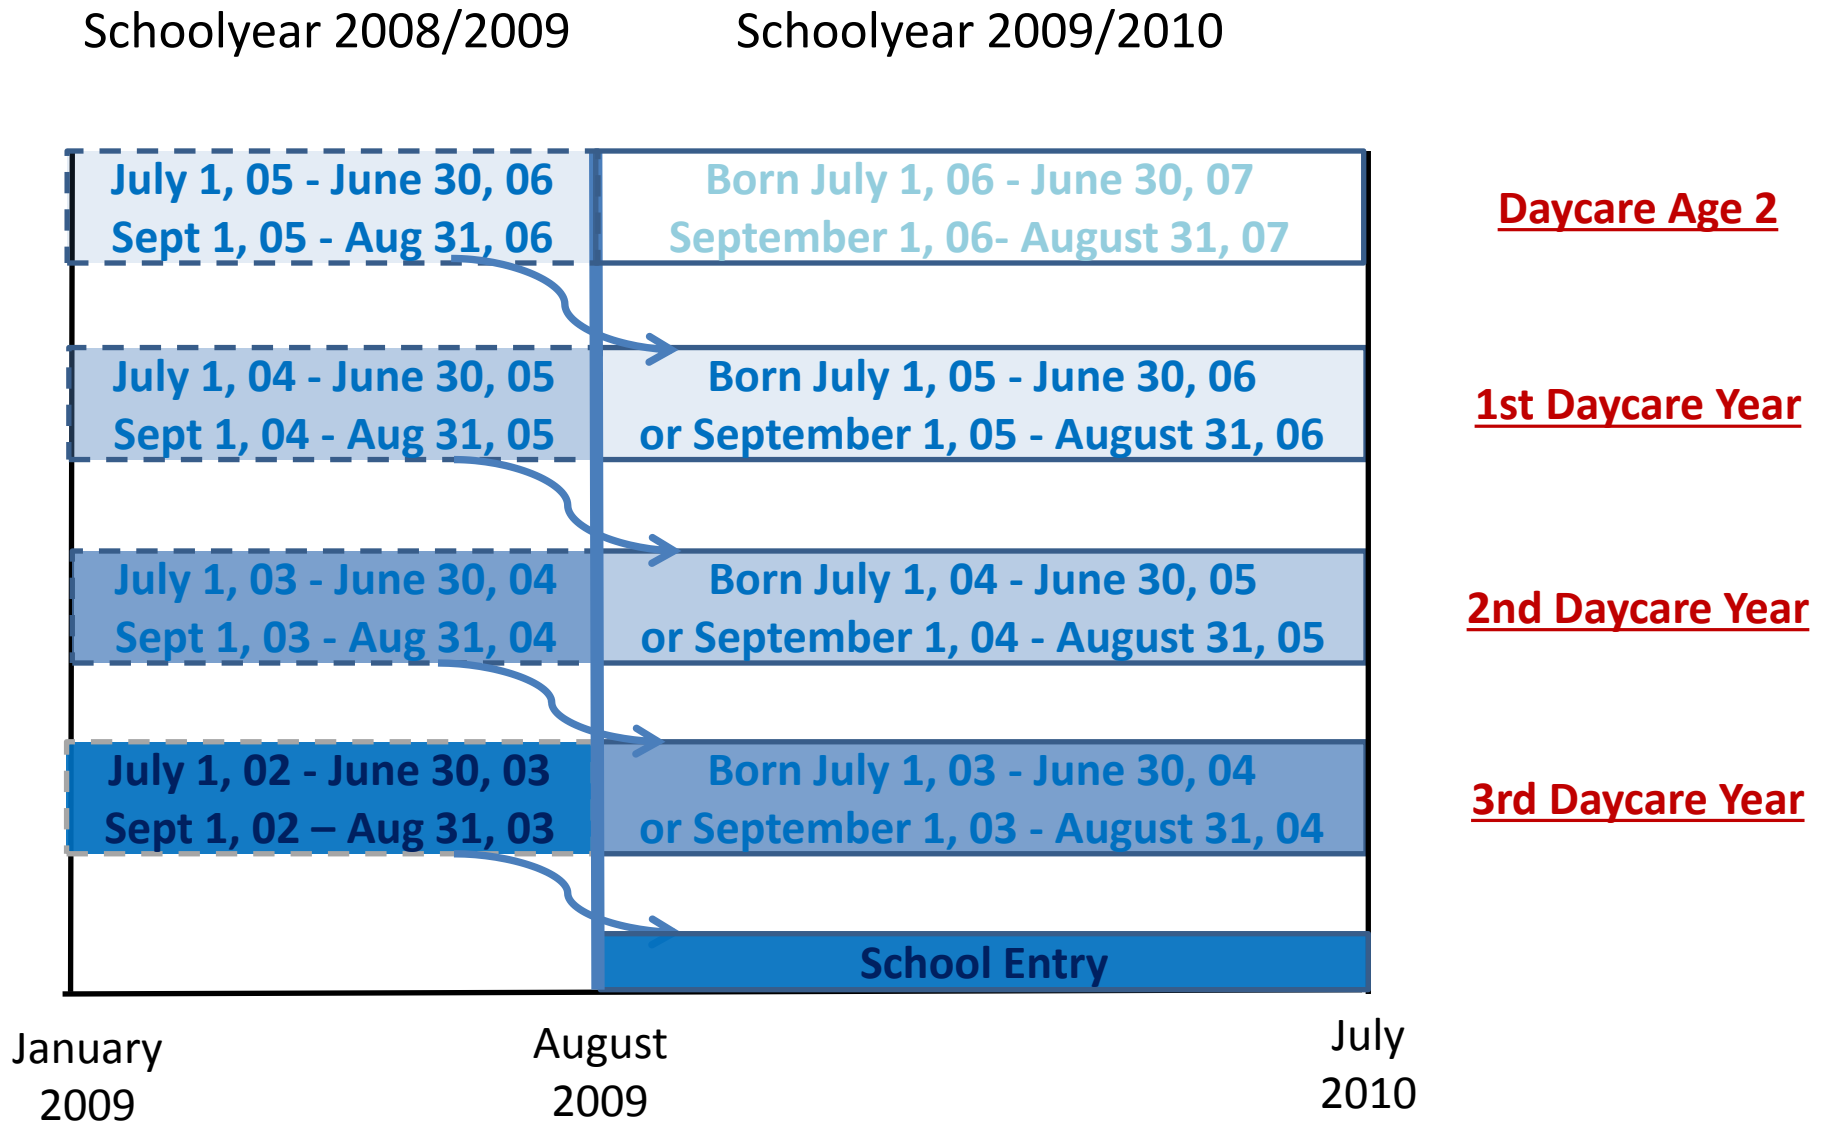 Schoolyear 2008/2009
Schoolyear 2009/2010
July 1, 05 - June 30, 06
Sept 1, 05 - Aug 31, 06
Born July 1, 06 - June 30, 07
September 1, 06- August 31, 07
Daycare Age 2
July 1, 04 - June 30, 05
Sept 1, 04 - Aug 31, 05
Born July 1, 05 - June 30, 06
or September 1, 05 - August 31, 06
1st Daycare Year
July 1, 03 - June 30, 04
Sept 1, 03 - Aug 31, 04
Born July 1, 04 - June 30, 05
or September 1, 04 - August 31, 05
2nd Daycare Year
July 1, 02 - June 30, 03
Sept 1, 02 – Aug 31, 03
Born July 1, 03 - June 30, 04
or September 1, 03 - August 31, 04
3rd Daycare Year
School Entry
January
2009
August
2009
July
2010